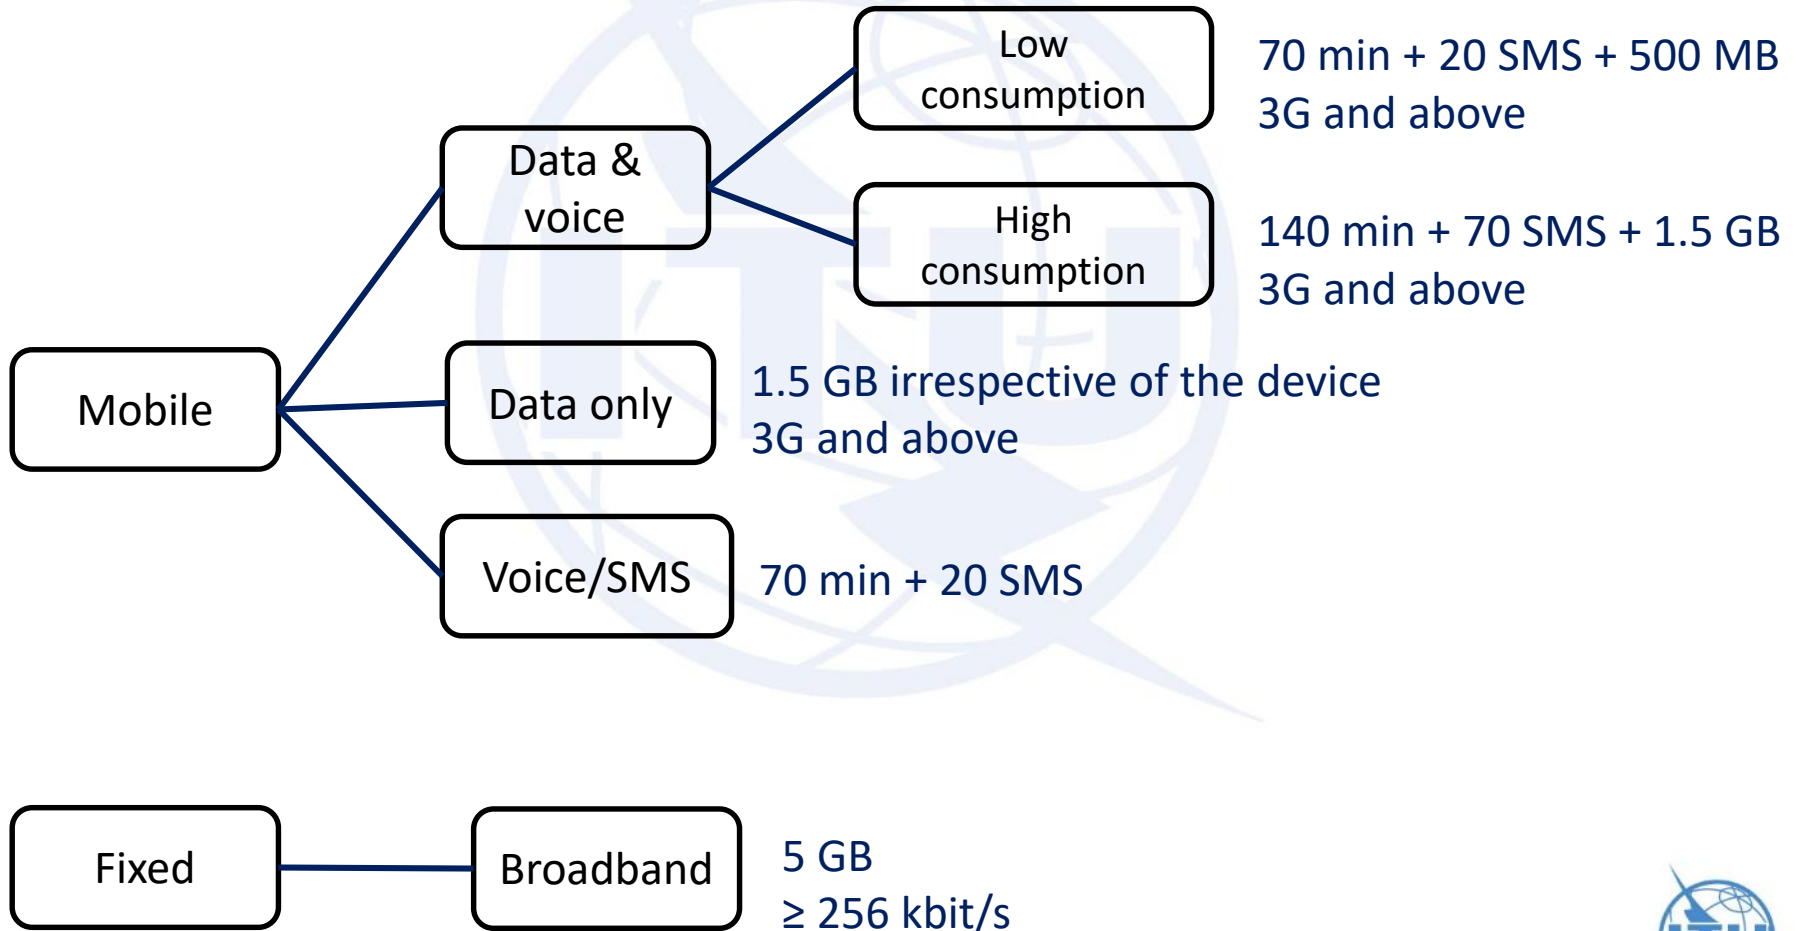 Low
consumption
70 min + 20 SMS + 500 MB
3G and above
Data &
voice
High
consumption
140 min + 70 SMS + 1.5 GB
3G and above
Mobile
Data only
1.5 GB irrespective of the device
3G and above
Voice/SMS
70 min + 20 SMS
Fixed
Broadband
5 GB
≥ 256 kbit/s
ITU
ITU